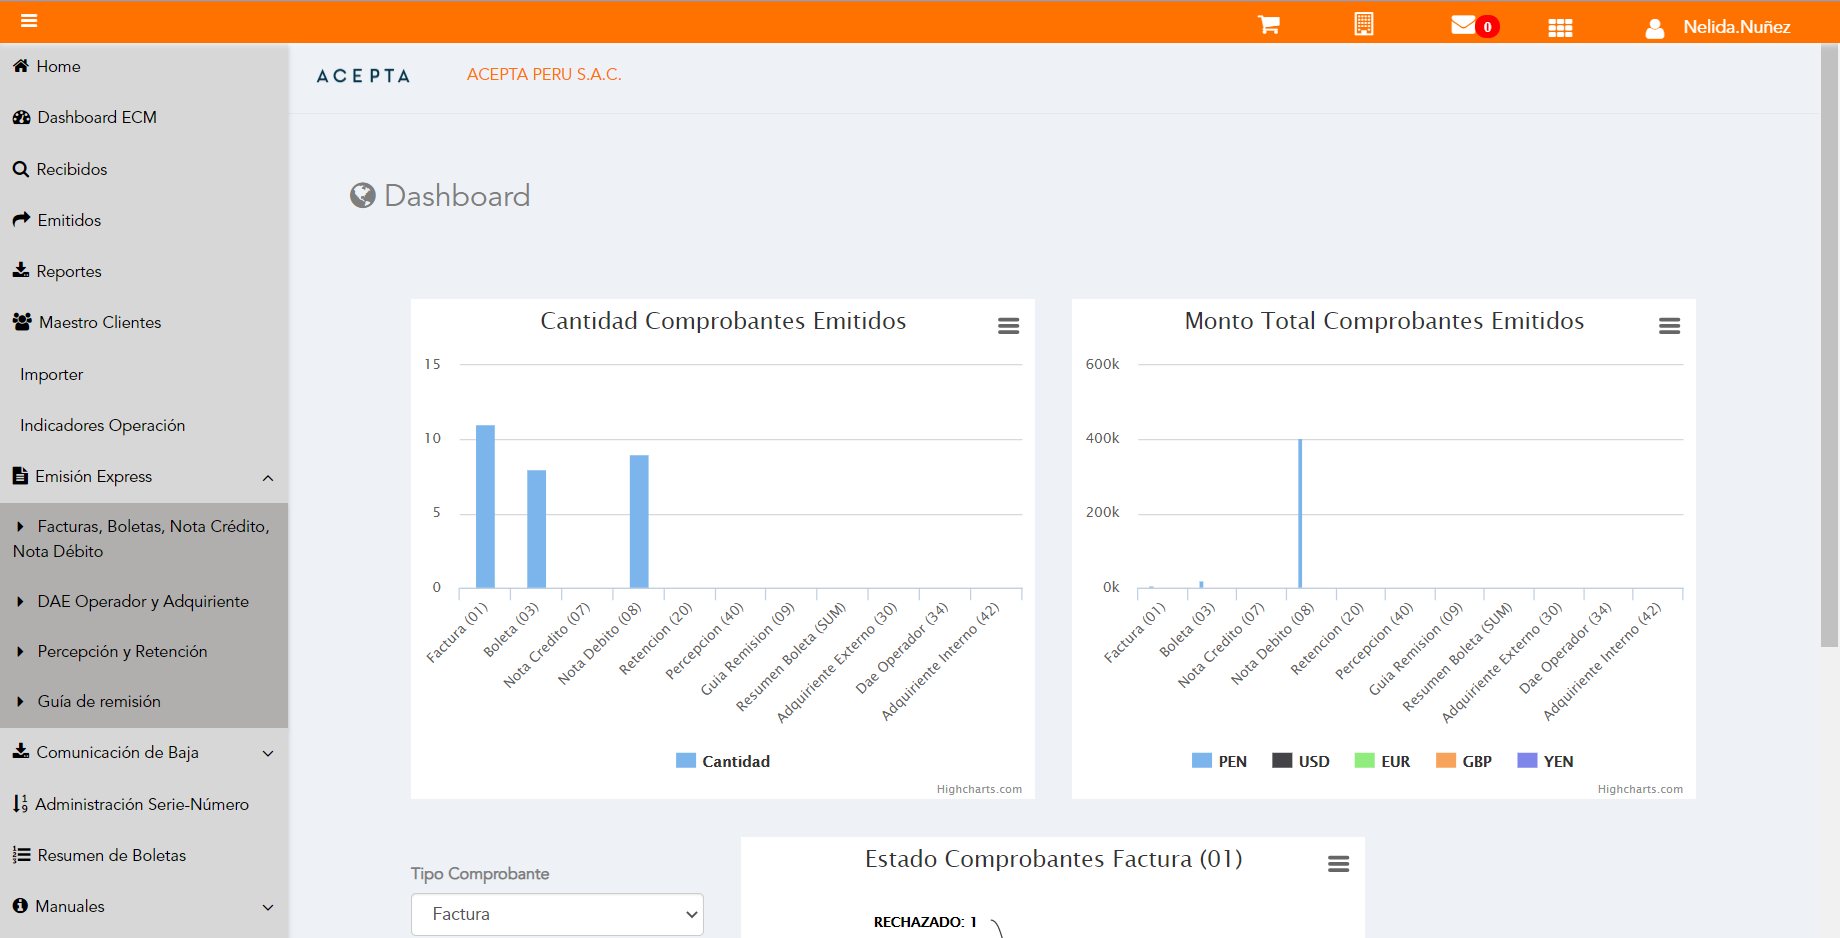 0
Nelida.Nuñez
Home
Dashboard ECM
Recibidos
Emitidos
Reportes
Maestro Clientes
Importer
Indicadores Operación
Emisión Express
Facturas, Boletas, Nota Crédito,
Nota Débito
DAE Operador y Adquiriente
Percepción y Retención
Guía de remisión
Comunicación de Baja
Administración Serie-Número
Resumen de Boletas
Manuales
ACEPTA
ACEPTA PERU S.A.C.
Dashboard
Cantidad Comprobantes Emitidos
15
10
5
0
Factura (01)
Boleta (03)
Nota Credito (07)
Nota Debito (08)
Retencion (20)
Percepcion (40)
Guia Remision (09)
Resumen Boleta (SUM)
Adquiriente Externo (30)
Dae Operador (34)
Adquiriente Interno (42)
Cantidad
Highcharts.com
Monto Total Comprobantes Emitidos
600k
400k
200k
0k
Factura (01)
Boleta (03)
Nota Credito (07)
Nota Debito (08)
Retencion (20)
Percepcion (40)
Guia Remision (09)
Resumen Boleta (SUM)
Adquiriente Externo (30)
Dae Operador (34)
Adquiriente Interno (42)
PEN USD EUR GBP YEN
Highcharts.com
Tipo Comprobante
Factura
Estado Comprobantes Factura (01)
RECHAZADO: 1